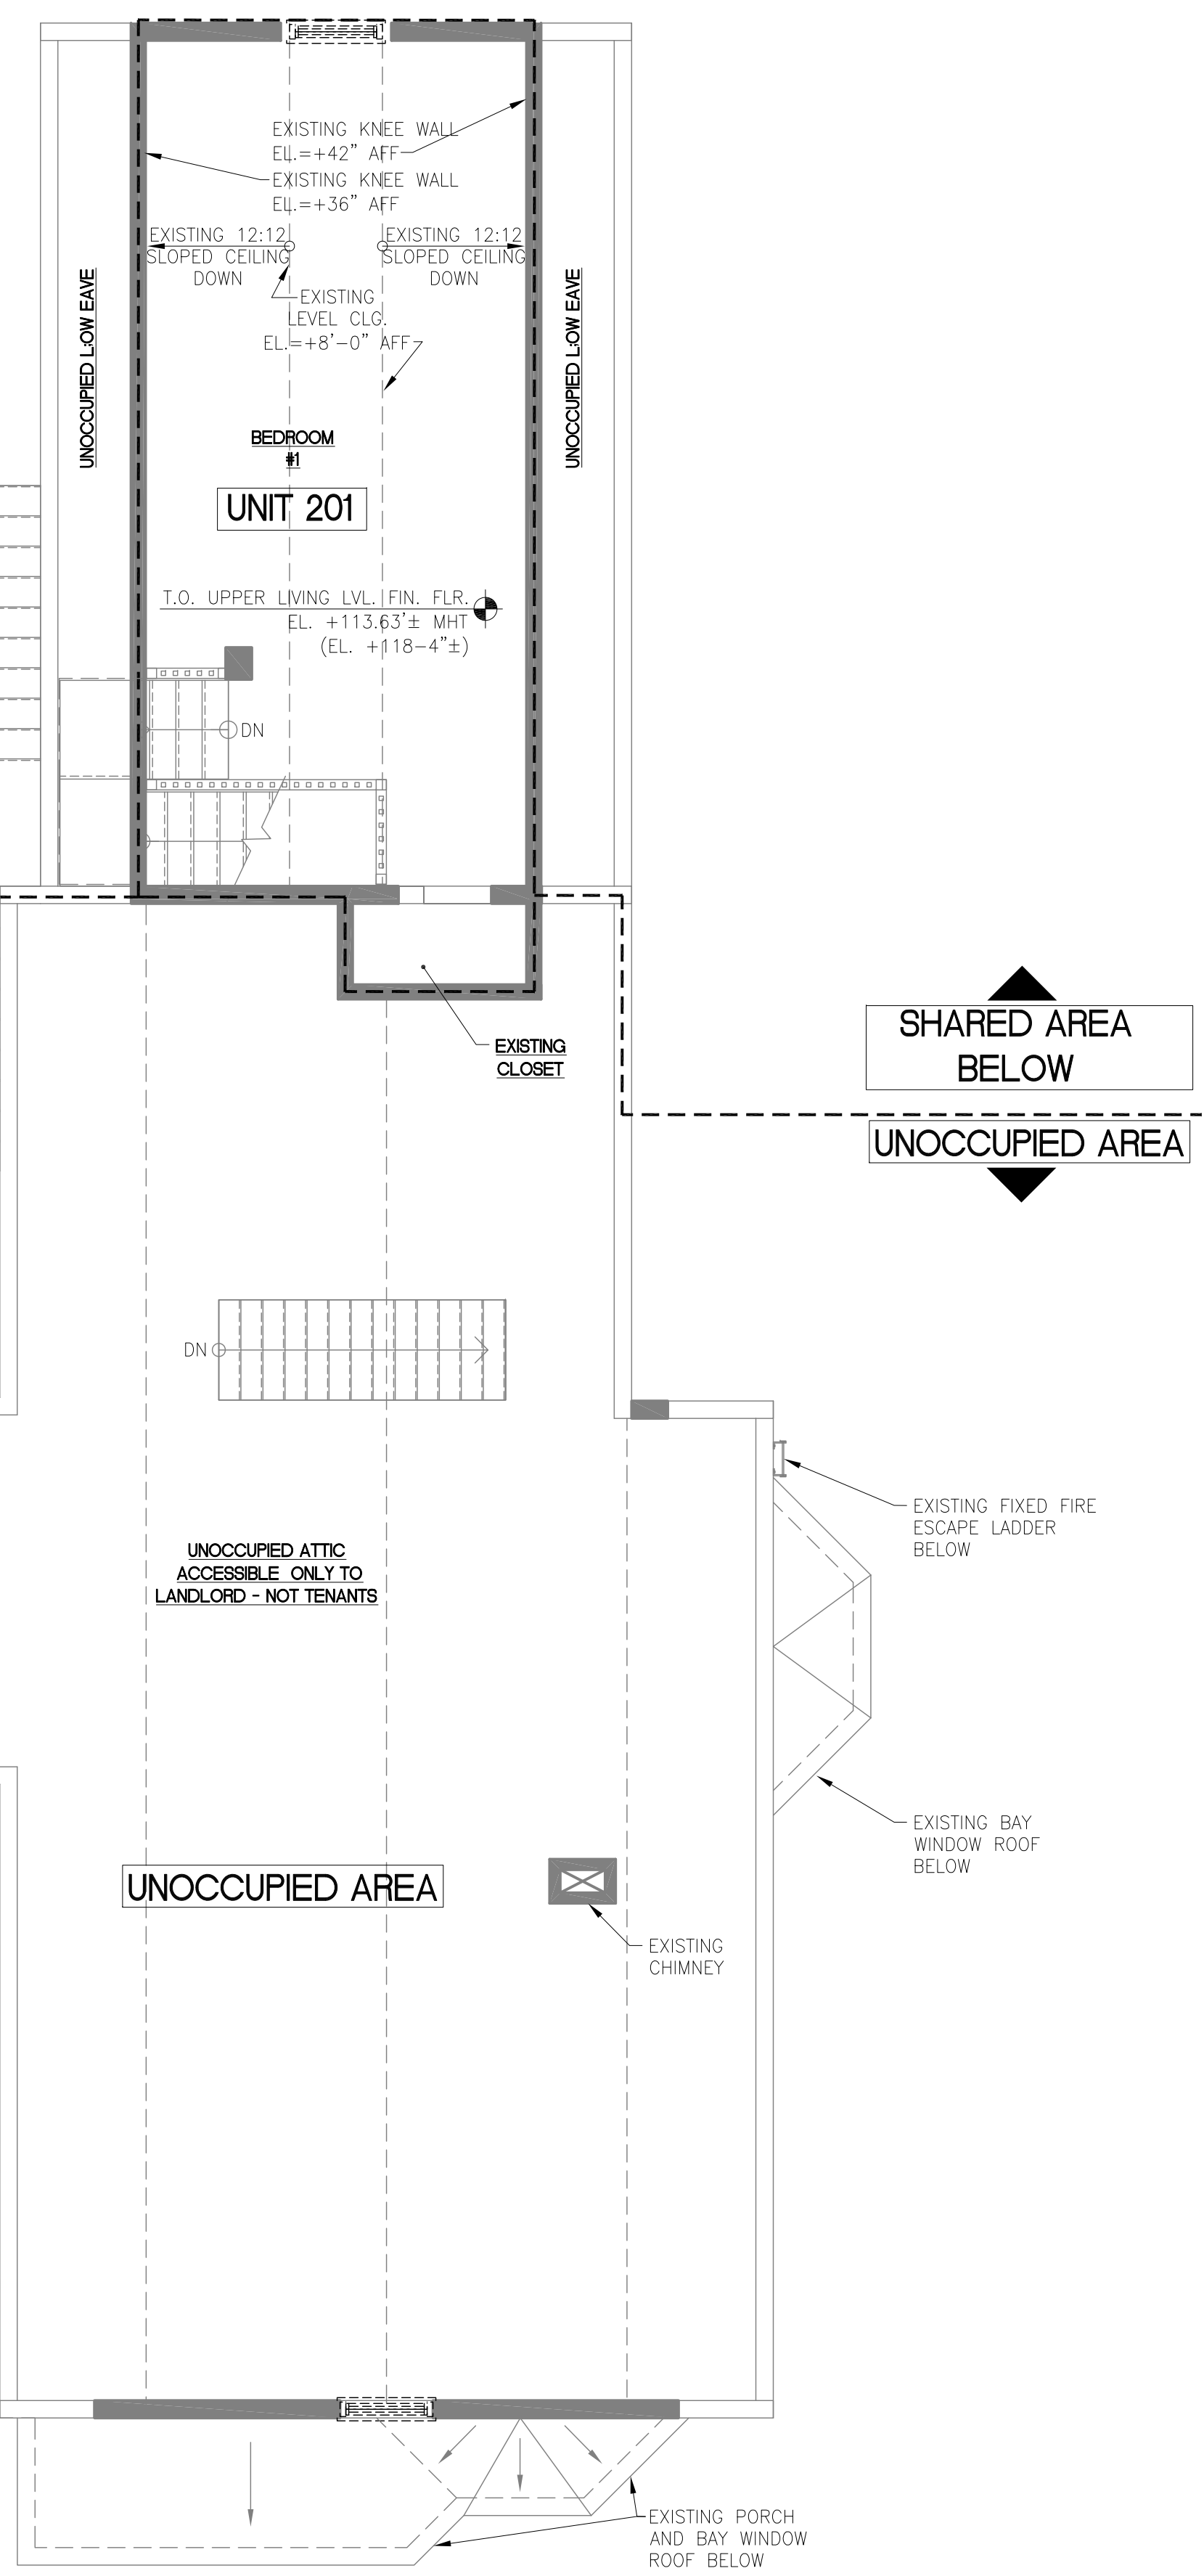 EXISTING KNEE WALL
EL.=+42" AFF
EXISTING KNEE WALL
EL.=+36" AFF
EXISTING 12:12
SLOPED CEILING
DOWN
EXISTING 12:12
SLOPED CEILING
DOWN
UNOCCUPIED L:OW EAVE
UNOCCUPIED L:OW EAVE
EXISTING
LEVEL CLG.
EL.=+8'-0" AFF
BEDROOM
#1
UNIT 201
T.O. UPPER LIVING LVL. FIN. FLR.
EL. +113.63'± MHT
(EL. +118-4"±)
DN
EXISTING
CLOSET
SHARED AREA
BELOW
UNOCCUPIED AREA
DN
EXISTING FIXED FIRE
ESCAPE LADDER
BELOW
UNOCCUPIED ATTIC
ACCESSIBLE ONLY TO
LANDLORD - NOT TENANTS
EXISTING BAY
WINDOW ROOF
BELOW
UNOCCUPIED AREA
EXISTING
CHIMNEY
EXISTING PORCH
AND BAY WINDOW
ROOF BELOW